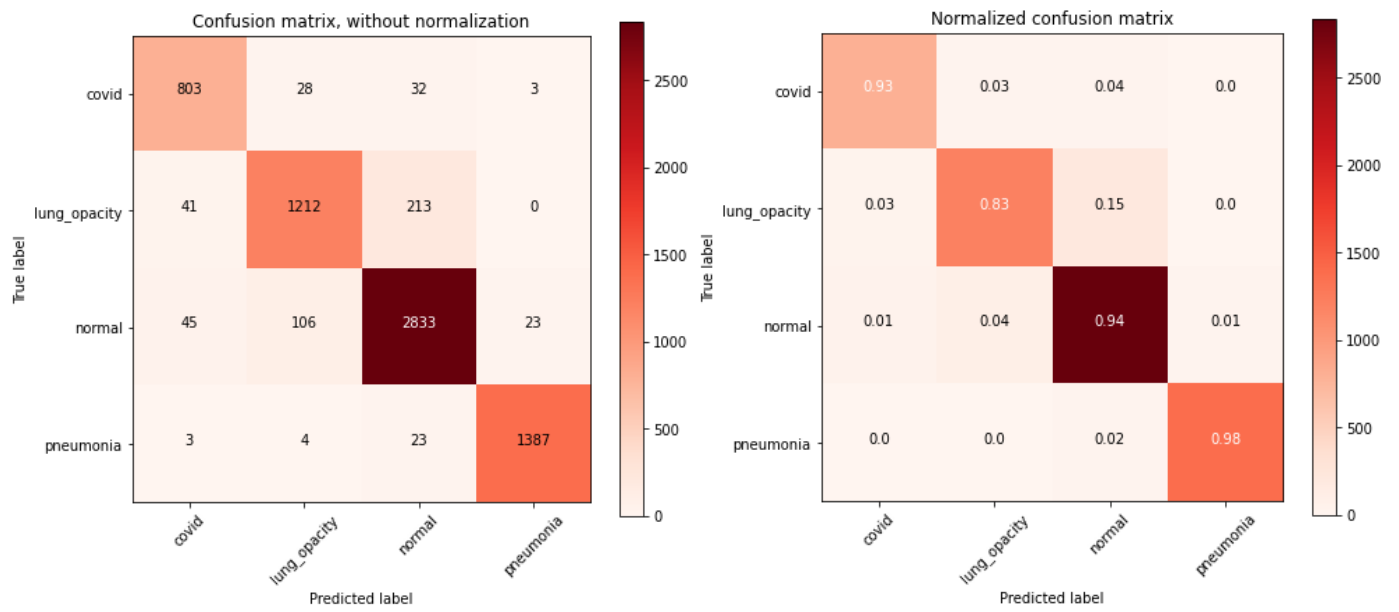 Confusion matrix, without normalization
covid 803 28 32 3
lung_opacity 41 1212 213 0
normal 45 106 2833 23
pneumonia 3 4 23 1387
True label
covid lung_opacity normal pneumonia
Predicted label
2500
2000
1500
1000
500
0
Normalized confusion matrix
covid 0.93 0.03 0.04 0.0
lung_opacity 0.03 0.83 0.15 0.0
normal 0.01 0.04 0.94 0.01
pneumonia 0.0 0.0 0.02 0.98
True label
covid lung_opacity normal pneumonia
Predicted label
2500
2000
1500
1000
500
0